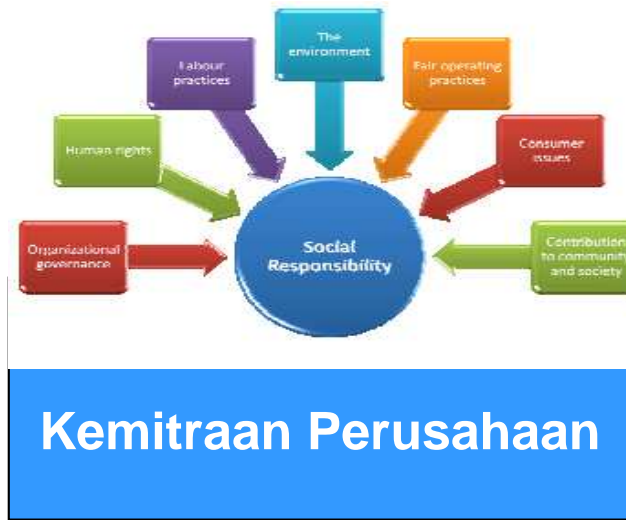 The
environment
Labour
practices
Fair operating
practices
Human rights
Consumer
issues
Organizational
governance
Social
Responsibility
Contribution
to community
and society
Kemitraan Perusahaan